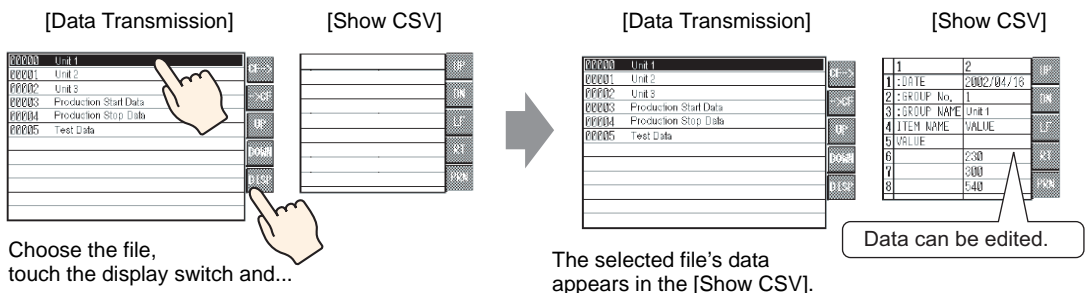 [Data Transmission] [Show CSV]
00000 Unit 1
00001 Unit 2
00002 Unit 3
00003 Production Start Data
00004 Production Stop Data
00005 Test Data
CF-->
-->CF
UP
DOWN
DISP
UP
DN
LF
RT
PRN
Choose the file,
touch the display switch and...
[Data Transmission] [Show CSV]
00000 Unit 1
00001 Unit 2
00002 Unit 3
00003 Production Start Data
00004 Production Stop Data
00005 Test Data
CF-->
-->CF
UP
DOWN
DISP
1 2
1 :DATE 2002/04/16
2 :GROUP No.
3 :GROUP NAME Unit 1
4 ITEM NAME VALUE
5 VALUE
6 230
7 300
8 540
UP
DN
LF
RT
PRN
Data can be edited.
The selected file's data
appears in the [Show CSV].